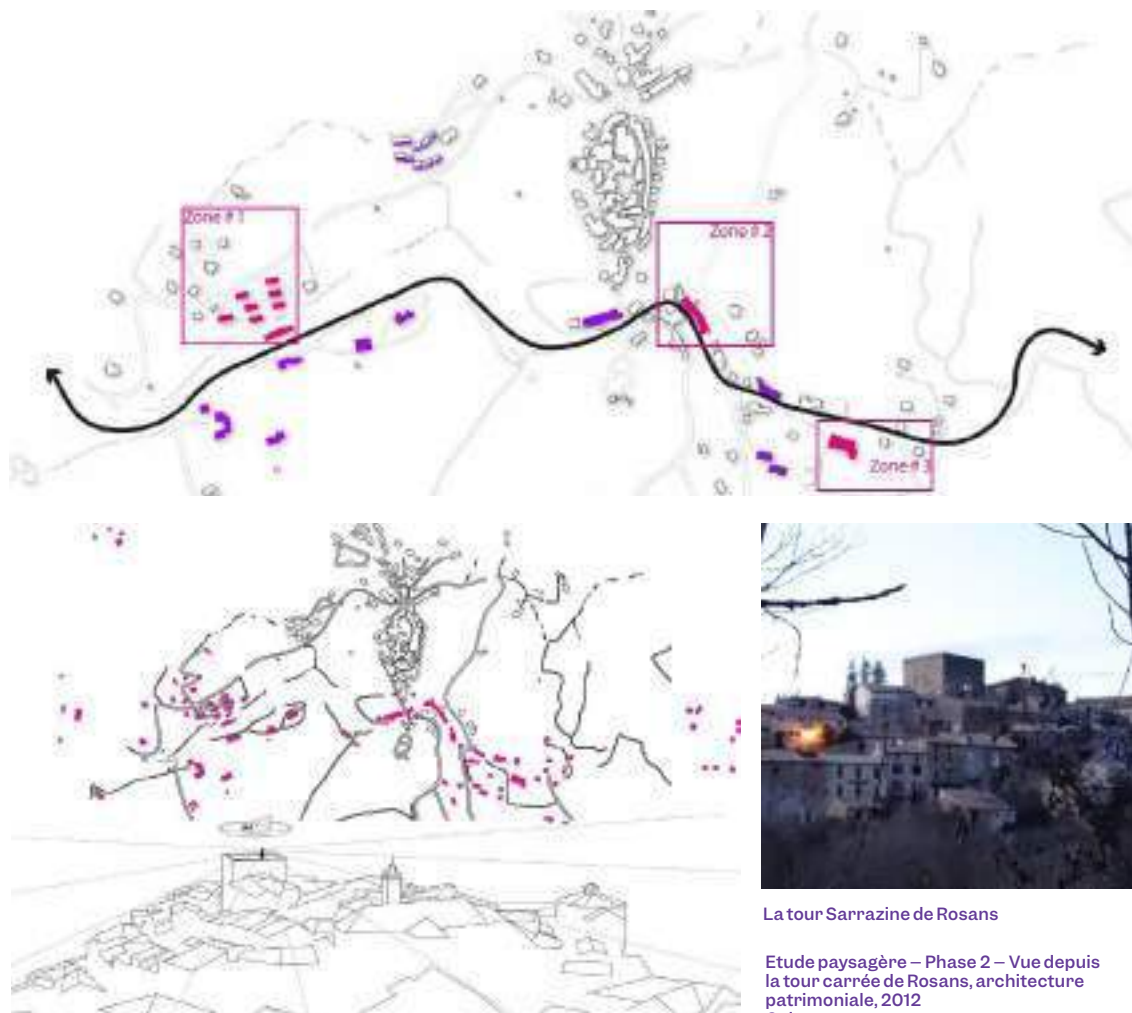 Zone # 1
Zone # 2
Zone # 3
La tour Sarrazine de Rosans
Etude paysagère – Phase 2 – Vue depuis
la tour carrée de Rosans, architecture
patrimoniale, 2012